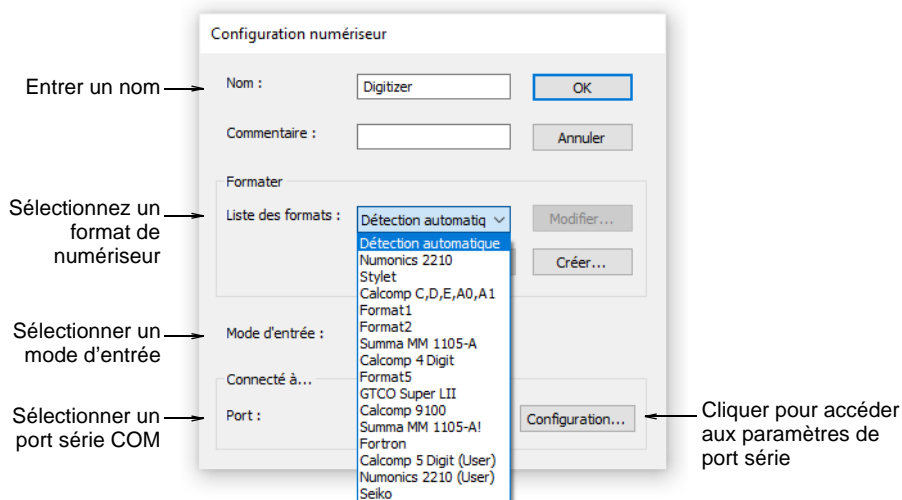 Configuration numériseur
Entrer un nom
Nom :
Digitizer
OK
Commentaire :
Annuler
Formater
Sélectionnez un
format de
numériseur
Liste des formats :
Détection automatiq
Modifier...
Créer...
Détection automatique
Numonics 2210
Stylet
Calcomp C,D,E,A0,A1
Format1
Format2
Summa MM 1105-A
Calcomp 4 Digit
Format5
GTCO Super LII
Calcomp 9100
Summa MM 1105-A!
Fortron
Calcomp 5 Digit (User)
Numonics 2210 (User)
Seiko
Sélectionner un
mode d'entrée
Mode d'entrée :
Connecté à...
Sélectionner un
port série COM
Port :
Configuration...
Cliquer pour accéder
aux paramètres de
port série